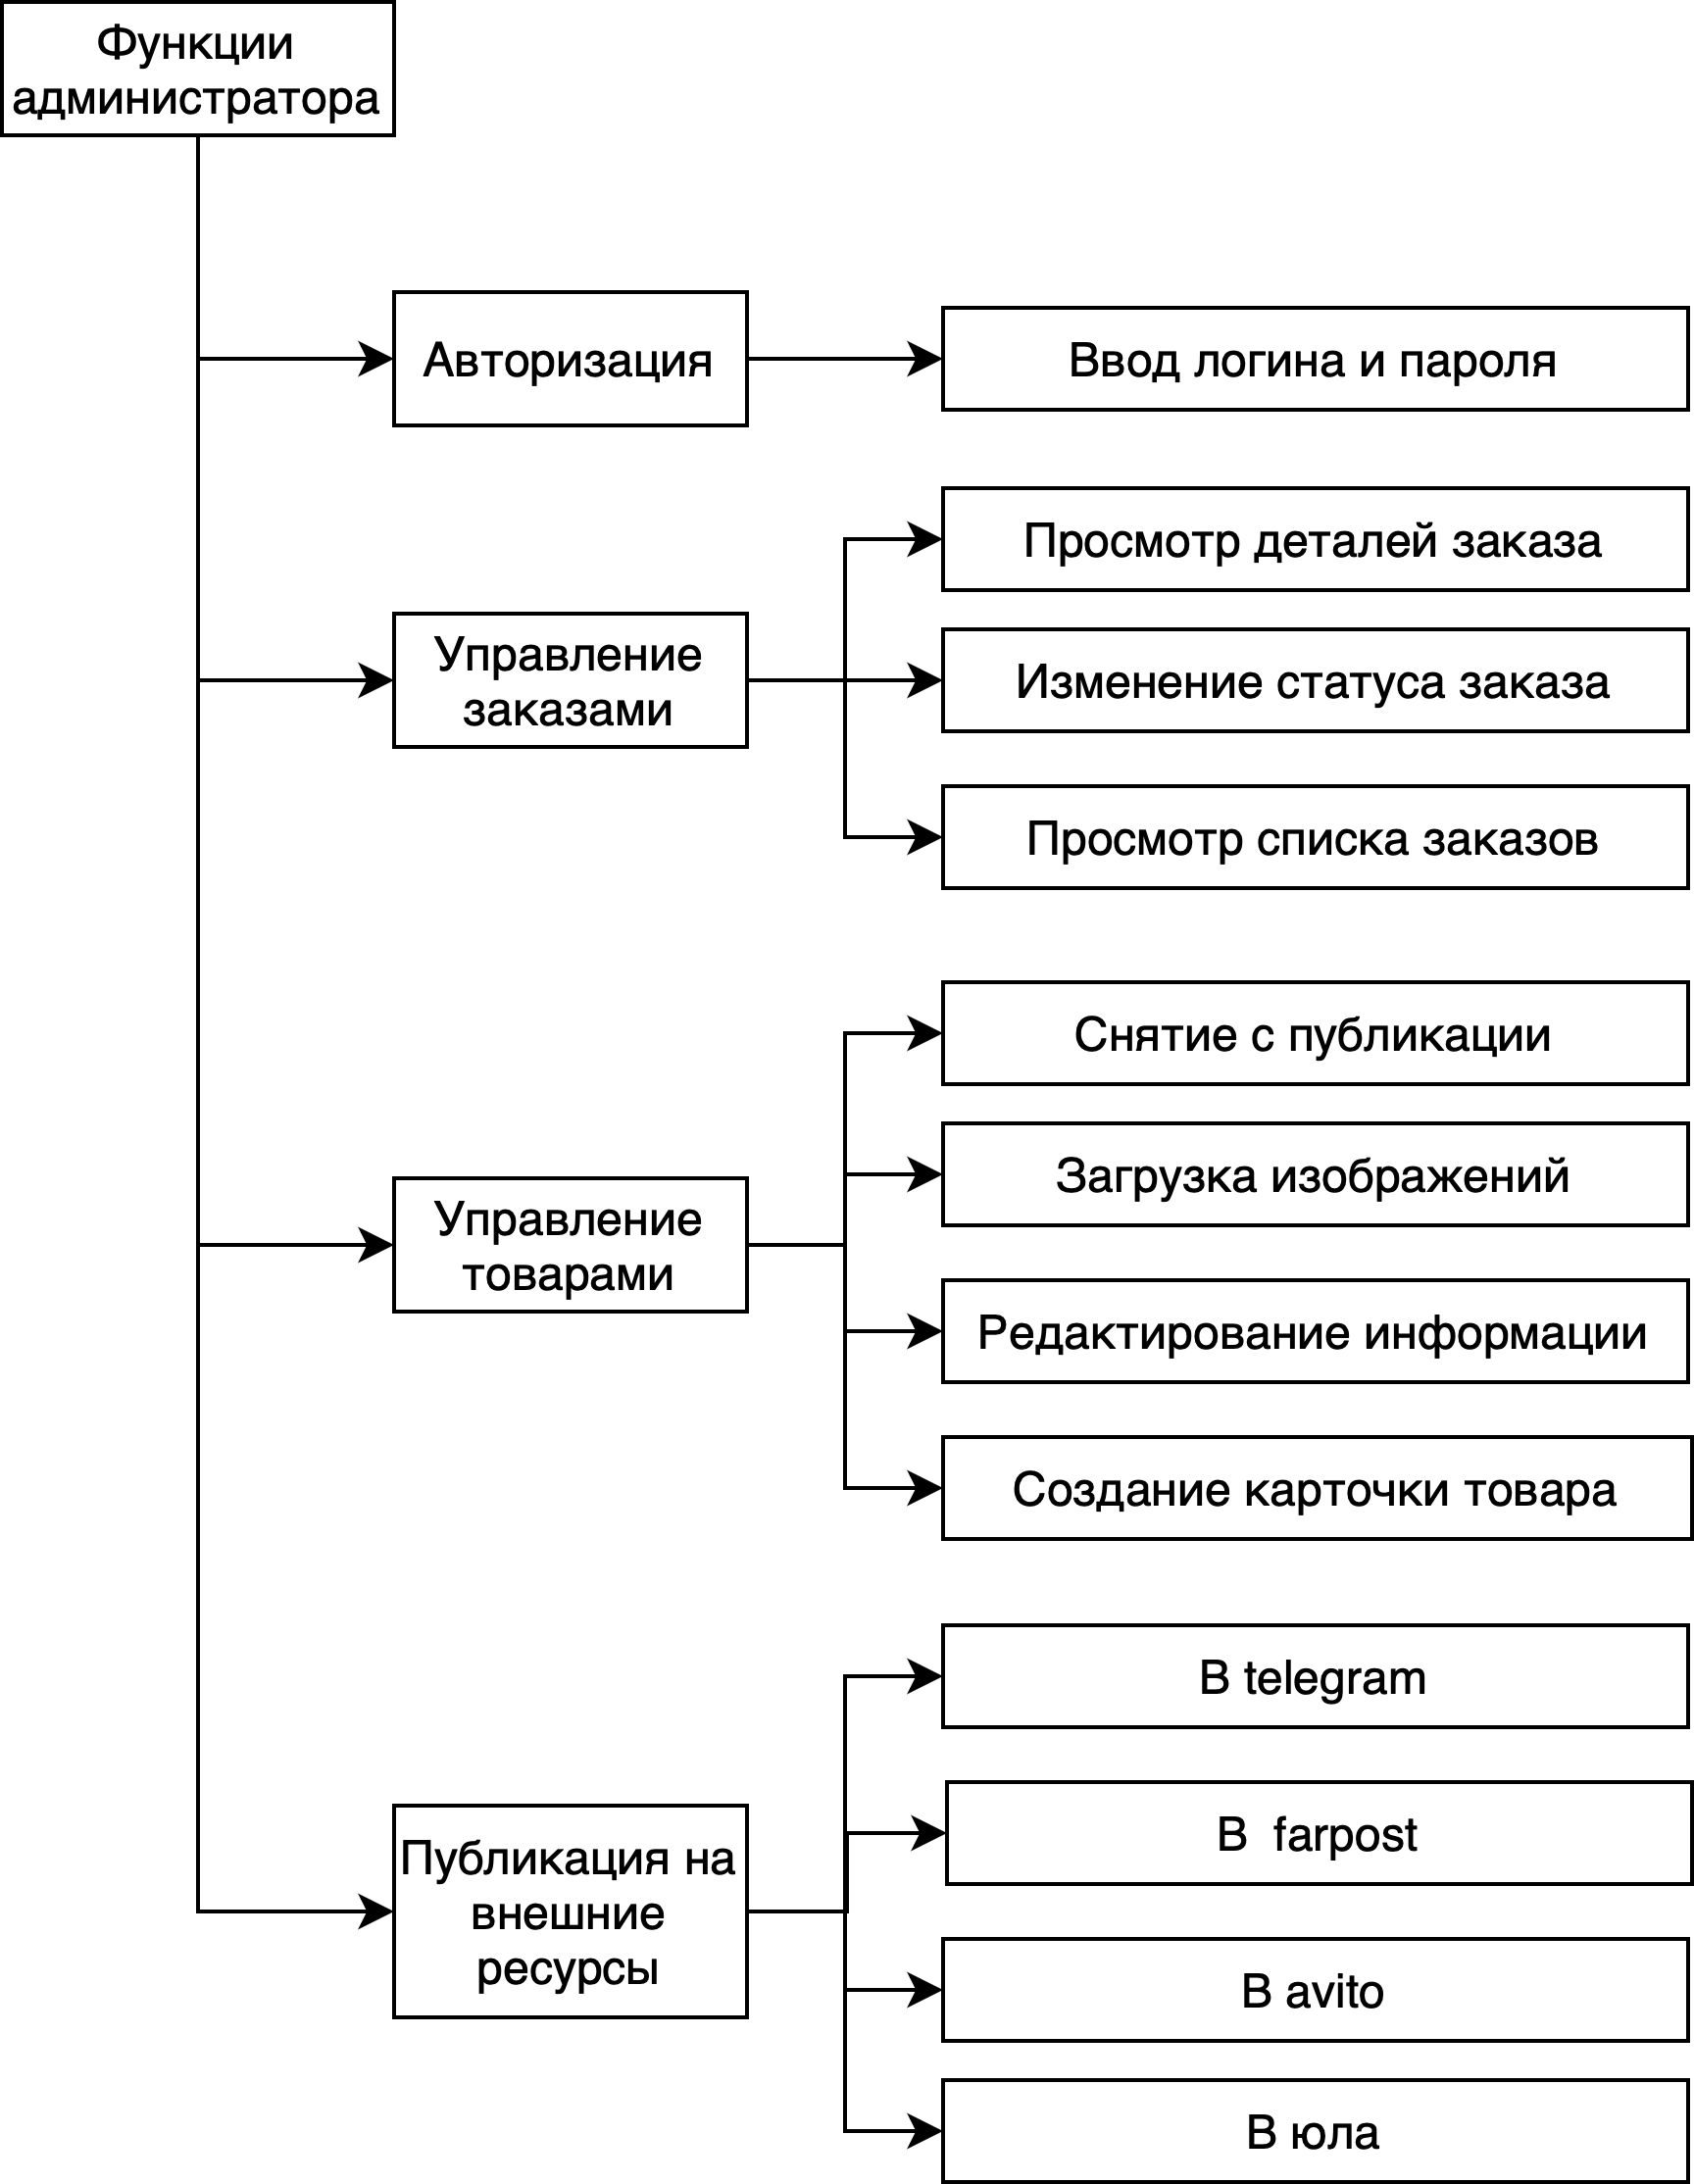 Функции
администратора
Авторизация
Ввод логина и пароля
Управление
заказами
Просмотр деталей заказа
Изменение статуса заказа
Просмотр списка заказов
Управление
товарами
Снятие с публикации
Загрузка изображений
Редактирование информации
Создание карточки товара
Публикация на
внешние
ресурсы
В telegram
В  farpost
В avito
В юла